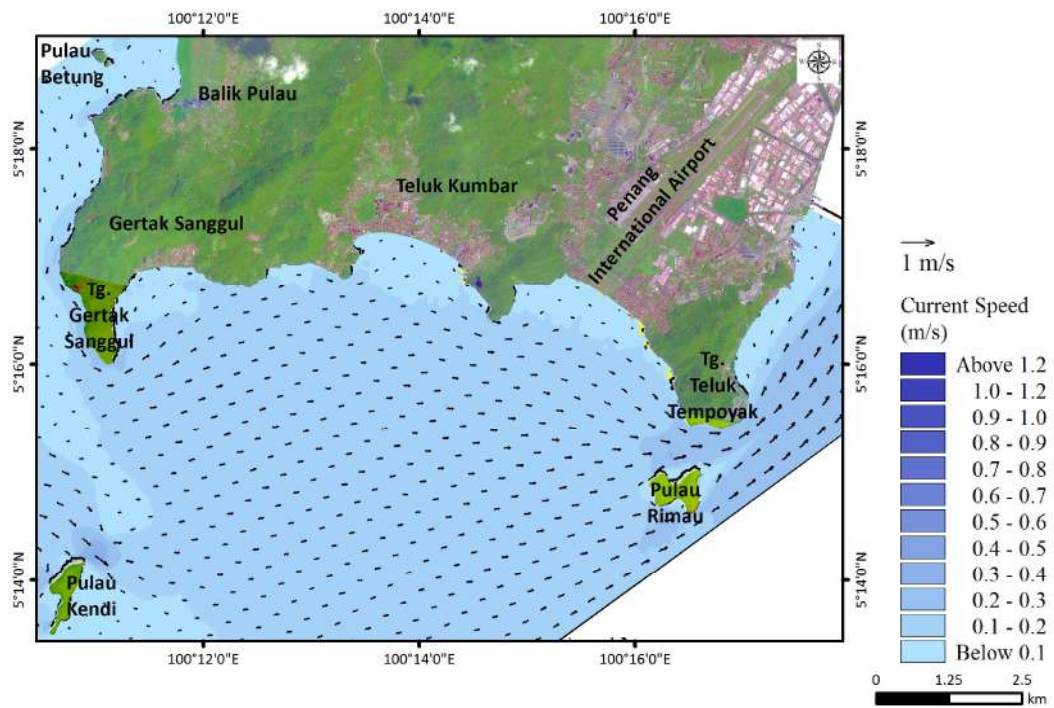 100°12'0"E
100°14'0"E
100°16'0"E
Pulau
Betung
Balik Pulau
5°18'0"N
5°18'0"N
Teluk Kumbar
Penang
International Airport
Gertak Sanggul
Tg.
Gertak
Sanggul
1 m/s
Current Speed
(m/s)
Above 1.2
1.0 - 1.2
0.9 - 1.0
0.8 - 0.9
0.7 - 0.8
0.6 - 0.7
0.5 - 0.6
0.4 - 0.5
0.3 - 0.4
0.2 - 0.3
0.1 - 0.2
Below 0.1
5°16'0"N
5°16'0"N
Tg.
Teluk
Tempoyak
Pulau
Rimau
5°14'0"N
5°14'0"N
Pulau
Kendi
100°12'0"E
100°14'0"E
100°16'0"E
0
1.25
2.5
km